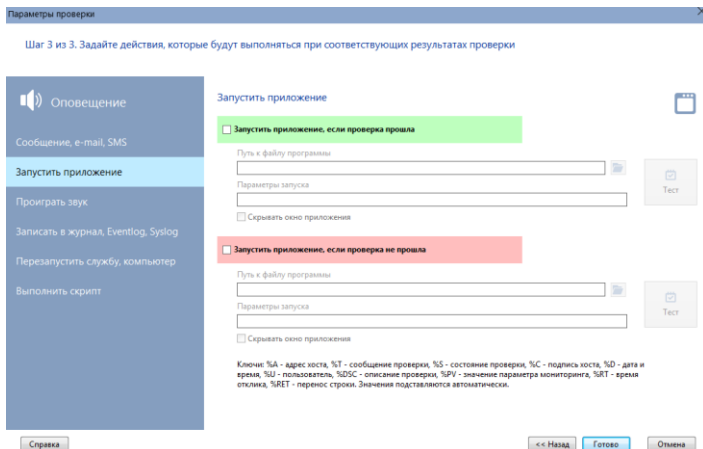 Параметры проверки
Шаг 3 из 3. Задайте действия, которые будут выполняться при соответствующих результатах проверки
Оповещение
Сообщение, e-mail, SMS
Запустить приложение
Проиграть звук
Записать в журнал, Eventlog, Syslog
Перезапустить службу, компьютер
Выполнить скрипт
Запустить приложение
Запустить приложение, если проверка прошла
Путь к файлу программы
Параметры запуска
Тест
Скрывать окно приложения
Запустить приложение, если проверка не прошла
Путь к файлу программы
Параметры запуска
Тест
Скрывать окно приложения
Ключи: %A - адрес хоста, %T - сообщение проверки, %S - состояние проверки, %C - подпись хоста, %D - дата и
время, %U - пользователь, %DSC - описание проверки, %PV - значение параметра мониторинга, %RT - время
отклика, %RET - перенос строки. Значения подставляются автоматически.
Справка
<< Назад
Готово
Отмена